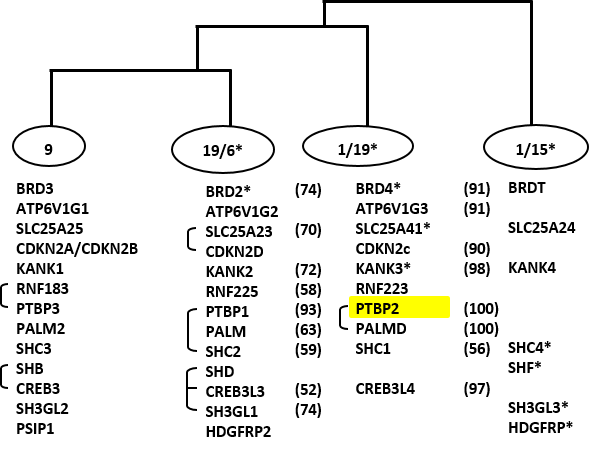 9 19/6* 1/19* 1/15*
BRD3 BRD2* (74) BRD4* (91) BRDT
ATP6V1G1 ATP6V1G2 ATP6V1G3 (91)
SLC25A25 SLC25A23 (70) SLC25A41* SLC25A24
CDKN2A/CDKN2B CDKN2D CDKN2c (90)
KANK1 KANK2 (72) KANK3* (98) KANK4
RNF183 RNF225 (58) RNF223
PTBP3 PTBP1 (93) PTBP2 (100)
PALM2 PALM (63) PALMD (100)
SHC3 SHC2 (59) SHC1 (56) SHC4*
SHB SHD SHF*
CREB3 CREB3L3 (52) CREB3L4 (97)
SH3GL2 SH3GL1 (74) SH3GL3*
PSIP1 HDGFRP2 HDGFRP*